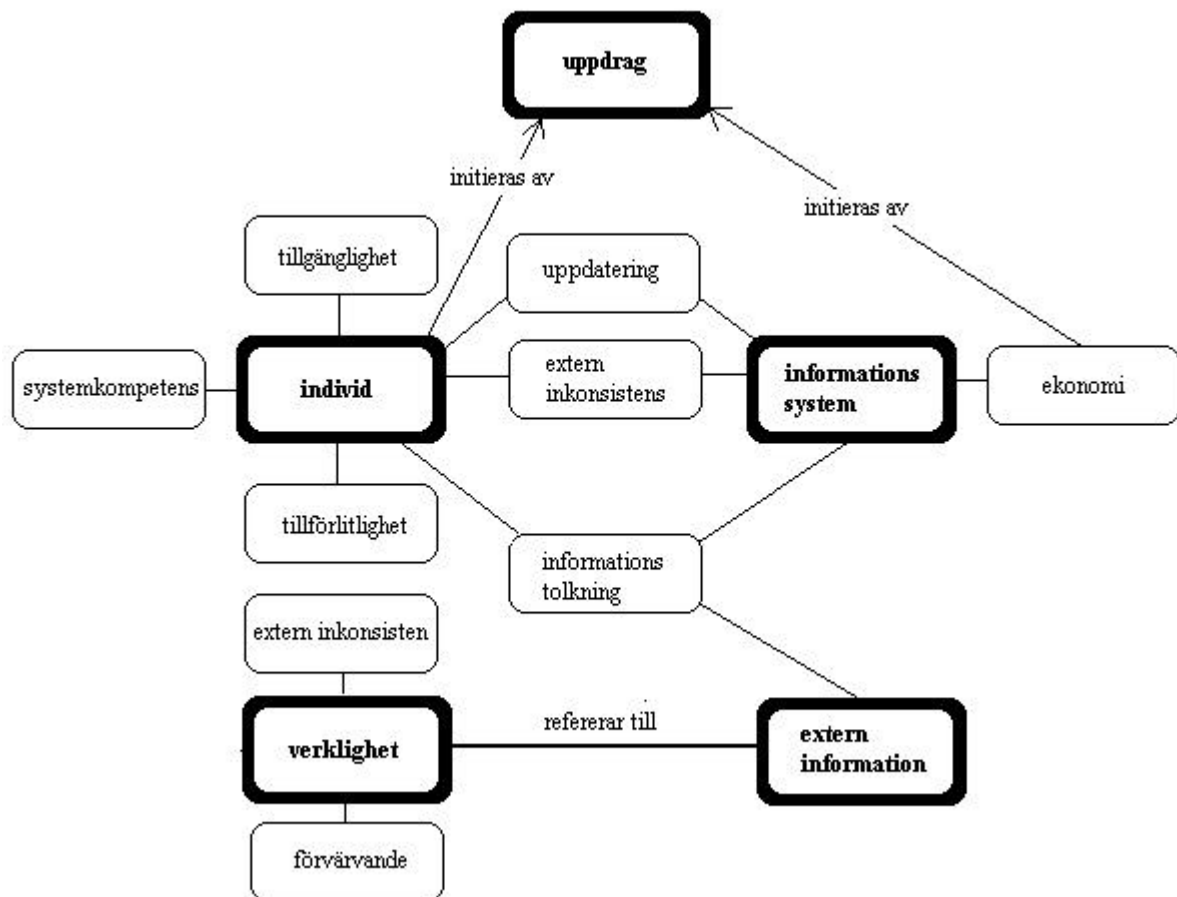 uppdrag
initieras av
initieras av
tillgänglighet
uppdatering
systemkompetens
individ
extern
inkonsistens
informations
system
ekonomi
tillförlitlighet
informations
tolkning
extern inkonsisten
verklighet
refererar till
extern
information
förvärvande